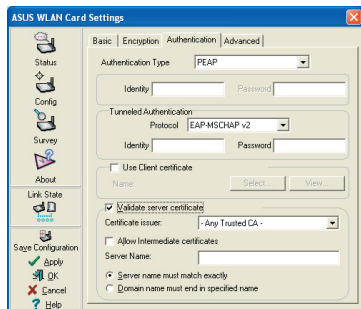 ASUS WLAN Card Settings
Status
Config
Survey
About
Link State
Save Configuration
Apply
OK
Cancel
Help
Basic
Encryption
Authentication
Advanced
Authentication Type
PEAP
Identity
Password
Tunneled Authentication
Protocol
EAP-MSCHAP v2
Identity
Password
Use Client certificate
Name:
Select...
View...
Validate server certificate
Certificate issuer:
- Any Trusted CA -
Allow Intermediate certificates
Server Name:
Server name must match exactly
Domain name must end in specified name